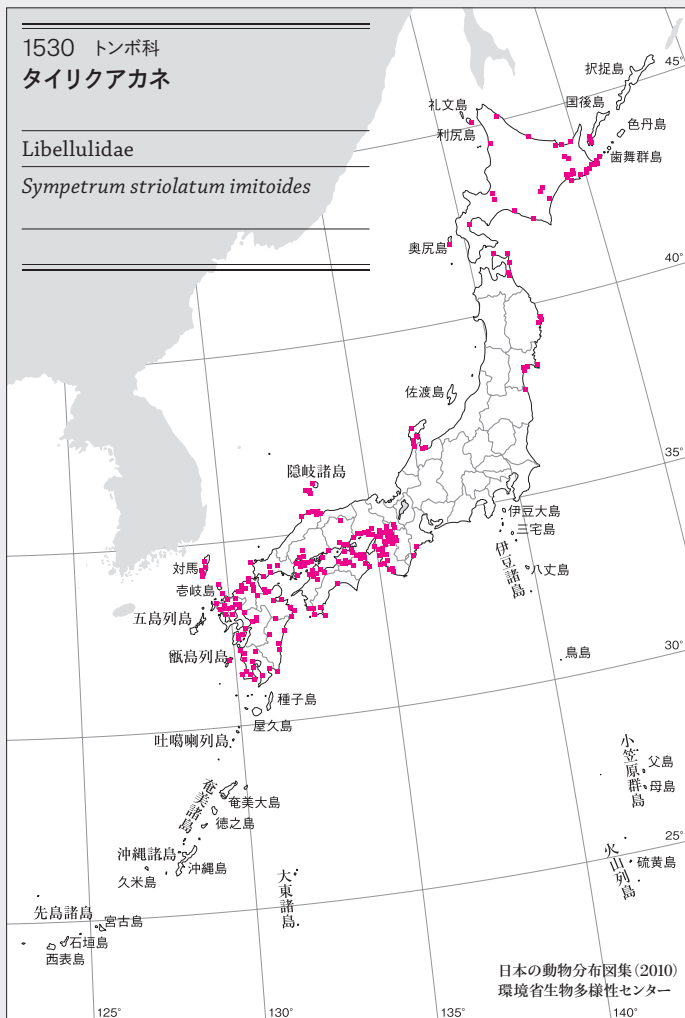 1530 トンボ科
タイリクアカネ
Libellulidae
Sympetrum striolatum imitoides
45°
択捉島
国後島
礼文島
色丹島
利尻島
歯舞群島
奥尻島
40°
佐渡島
35°
隠岐諸島
伊豆大島
三宅島
伊豆諸島
八丈島
対馬
壱岐島
五島列島
甑島列島
鳥島
30°
種子島
屋久島
吐噶喇列島
小笠原群島
父島
母島
奄美諸島
奄美大島
徳之島
25°
沖縄諸島
沖縄島
久米島
大東諸島
火山列島
硫黄島
先島諸島
宮古島
石垣島
西表島
日本の動物分布図集(2010)
環境省生物多様性センター
125°
130°
135°
140°